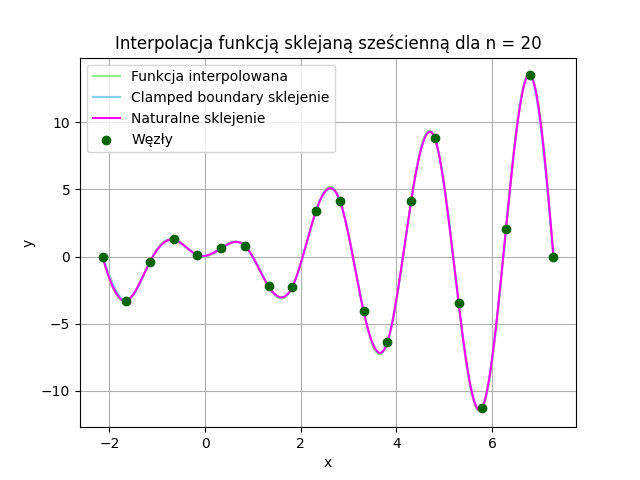 Interpolacja funkcją sklejaną sześcienną dla n = 20
Funkcja interpolowana
Clamped boundary sklejenie
Naturalne sklejenie
Węzły
y
10
5
0
−5
−10
−2 0 2 4 6
x